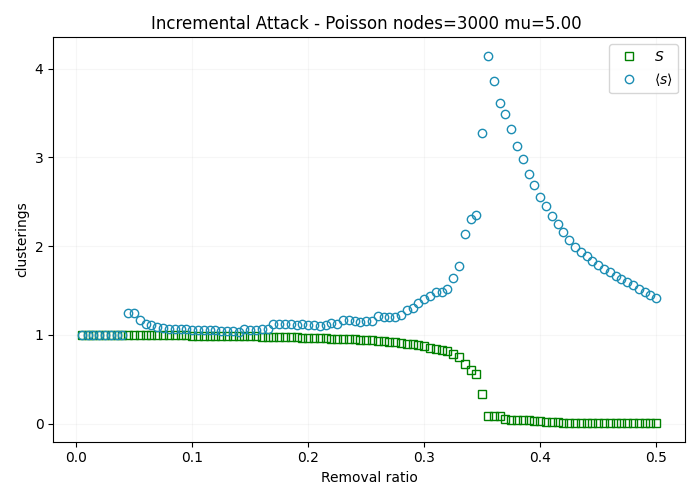 Incremental Attack - Poisson nodes=3000 mu=5.00
S
⟨s⟩
clusterings
4
3
2
1
0
0.0 0.1 0.2 0.3 0.4 0.5
Removal ratio